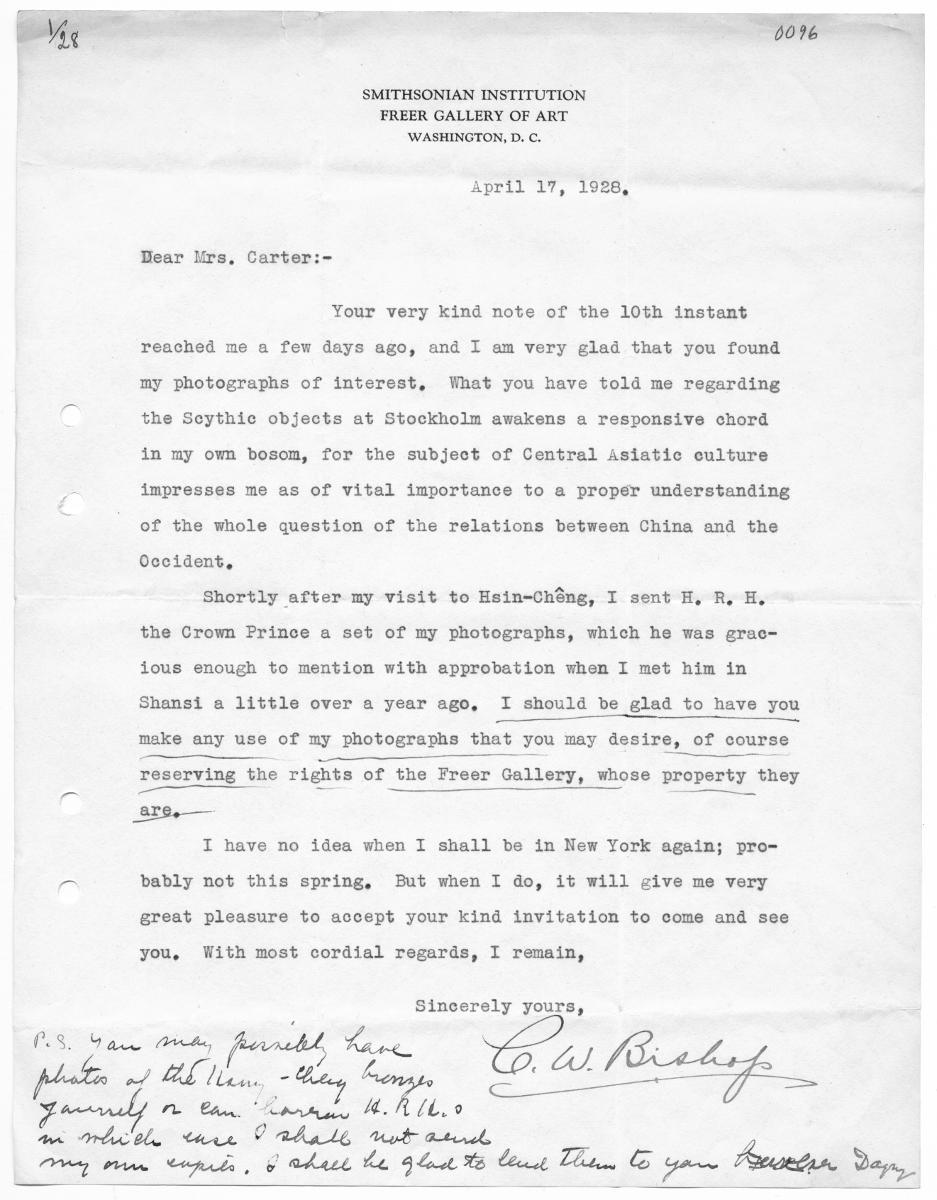 1/28
0096
SMITHSONIAN INSTITUTION
FREER GALLERY OF ART
WASHINGTON, D. C.
April 17, 1928.
Dear Mrs. Carter:-
Your very kind note of the 10th instant
reached me a few days ago, and I am very glad that you found
my photographs of interest. What you have told me regarding
the Scythic objects at Stockholm awakens a responsive chord
in my own bosom, for the subject of Central Asiatic culture
impresses me as of vital importance to a proper understanding
of the whole question of the relations between China and the
Occident.
Shortly after my visit to Hsin-Chêng, I sent H. R. H.
the Crown Prince a set of my photographs, which he was grac-
ious enough to mention with approbation when I met him in
Shansi a little over a year ago. I should be glad to have you
make any use of my photographs that you may desire, of course
reserving the rights of the Freer Gallery, whose property they
are.
I have no idea when I shall be in New York again; pro-
bably not this spring. But when I do, it will give me very
great pleasure to accept your kind invitation to come and see
you. With most cordial regards, I remain,
Sincerely yours,
C. W. Bishop
P.S. You may possibly have
photos of the -cheng bronzes
yourself or can H. R. H.s
in which case I shall not send
my own copies. I shall be glad to lend them to you Dagny